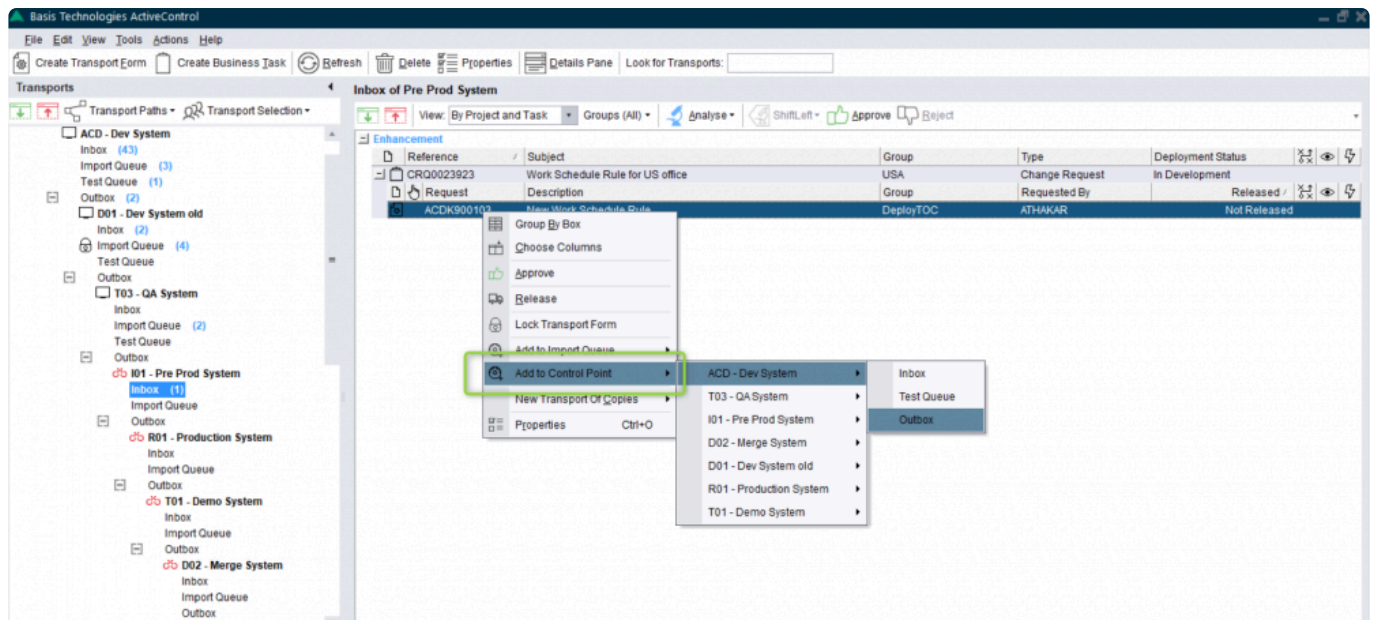 Basis Technologies ActiveControl
File Edit View Tools Actions Help
Create Transport Form Create Business Task Refresh Delete Properties Details Pane Look for Transports:
Transports
Transport Paths Transport Selection
ACD - Dev System
Inbox (43)
Import Queue (3)
Test Queue (1)
Outbox (2)
D01 - Dev System old
Inbox (2)
Import Queue (4)
Test Queue
Outbox
T03 - QA System
Inbox
Import Queue (2)
Test Queue
Outbox
I01 - Pre Prod System
Inbox (1)
Import Queue
Outbox
R01 - Production System
Inbox
Import Queue
Outbox
T01 - Demo System
Inbox
Import Queue
Outbox
D02 - Merge System
Inbox
Import Queue
Outbox
Inbox of Pre Prod System
View: By Project and Task Groups (All) Analyse ShiftLeft Approve Reject
Enhancement
Reference Subject Group Type Deployment Status
CRQ0023923 Work Schedule Rule for US office USA Change Request In Development
Request Description Group Requested By Released
ACDK900103 New Work Schedule Rule DeployTOC ATHAKAR Not Released
Group By Box
Choose Columns
Approve
Release
Lock Transport Form
Add to Import Queue
Add to Control Point
New Transport Of Copies
Properties Ctrl+O
ACD - Dev System
T03 - QA System
I01 - Pre Prod System
D02 - Merge System
D01 - Dev System old
R01 - Production System
T01 - Demo System
Inbox
Test Queue
Outbox